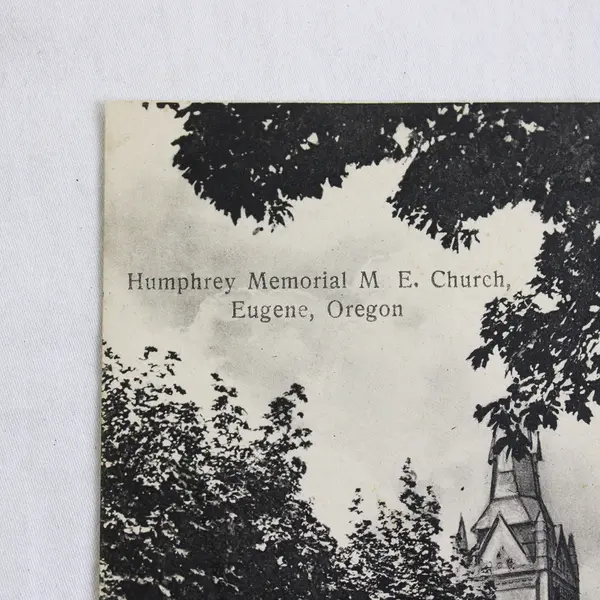 Humphrey Memorial M E. Church,
Eugene, Oregon